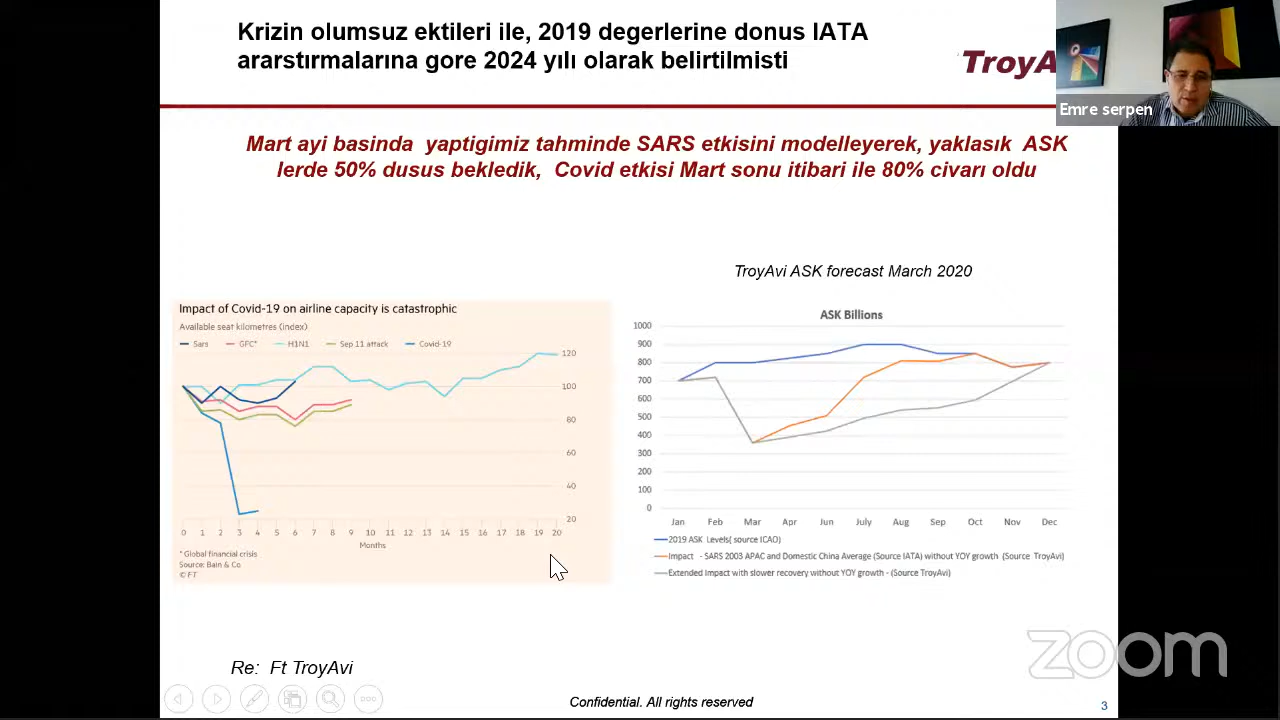 Krizin olumsuz ektileri ile, 2019 degerlerine donus IATA
ararstırmalarına gore 2024 yılı olarak belirtilmisti
TroyA
Emre serpen
Mart ayi basinda yaptigimiz tahminde SARS etkisini modelleyerek, yaklasık ASK
lerde 50% dusus bekledik, Covid etkisi Mart sonu itibari ile 80% civarı oldu
TroyAvi ASK forecast March 2020
Impact of Covid-19 on airline capacity is catastrophic
Available seat kilometres (index)
Sars GFC* H1N1 Sep 11 attack Covid-19
120
100
80
60
40
20
0 1 2 3 4 5 6 7 8 9 10 11 12 13 14 15 16 17 18 19 20
Months
* Global financial crisis
Source: Bain & Co
© FT
ASK Billions
1000
900
800
700
600
500
400
300
200
100
0
Jan Feb Mar Apr Jun July Aug Sep Oct Nov Dec
2019 ASK Levels( source ICAO)
Impact - SARS 2003 APAC and Domestic China Average (Source IATA) without YOY growth (Source TroyAvi)
Extended Impact with slower recovery without YOY growth - (Source TroyAvi)
zoom
Re: Ft TroyAvi
Confidential. All rights reserved
3